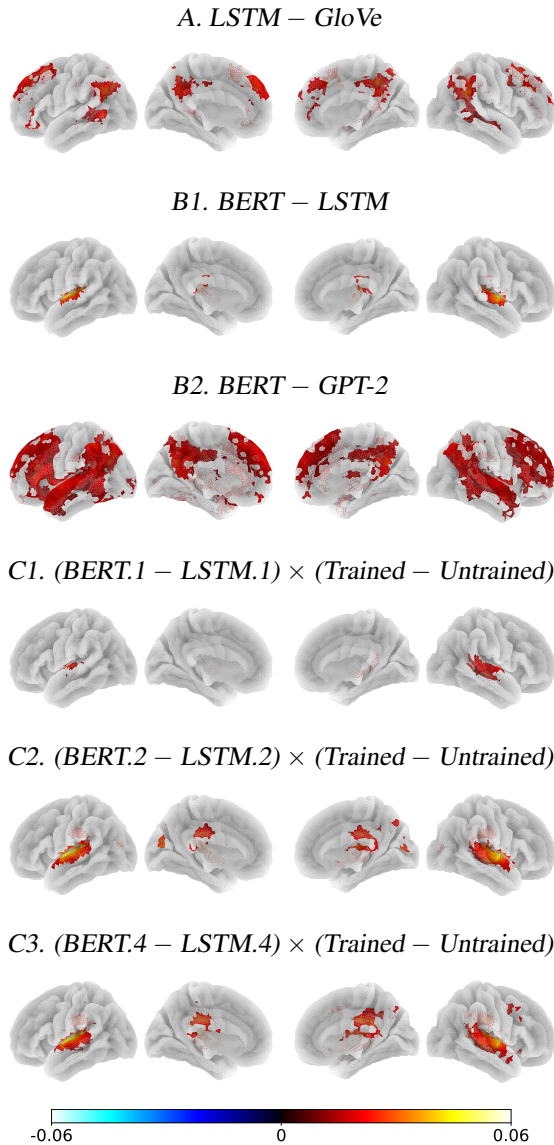 A. LSTM − GloVe
B1. BERT − LSTM
B2. BERT − GPT-2
C1. (BERT.1 − LSTM.1) × (Trained − Untrained)
C2. (BERT.2 − LSTM.2) × (Trained − Untrained)
C3. (BERT.4 − LSTM.4) × (Trained − Untrained)
-0.06 0 0.06